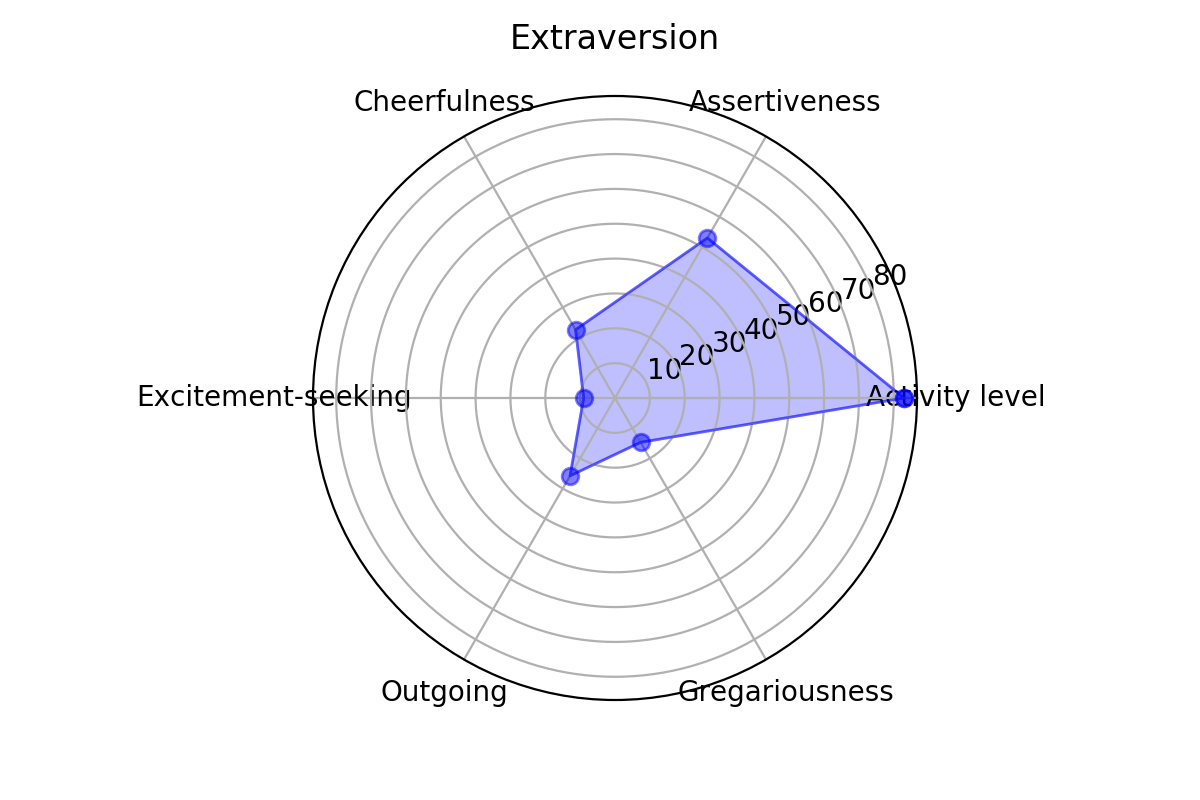 Extraversion
Cheerfulness
Assertiveness
80
70
60
50
40
30
20
10
Excitement-seeking
Activity level
Outgoing
Gregariousness